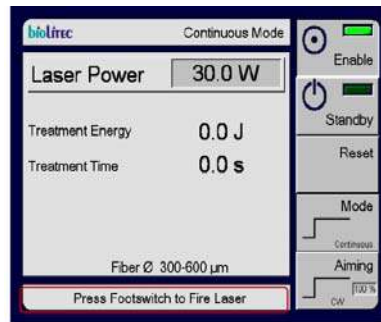 biolitec
Continuous Mode
Laser Power
30.0 W
Treatment Energy
0.0 J
Treatment Time
0.0 s
Fiber Ø 300-600 µm
Press Footswitch to Fire Laser
Enable
Standby
Reset
Mode
Continuous
Aiming
100 %
CW